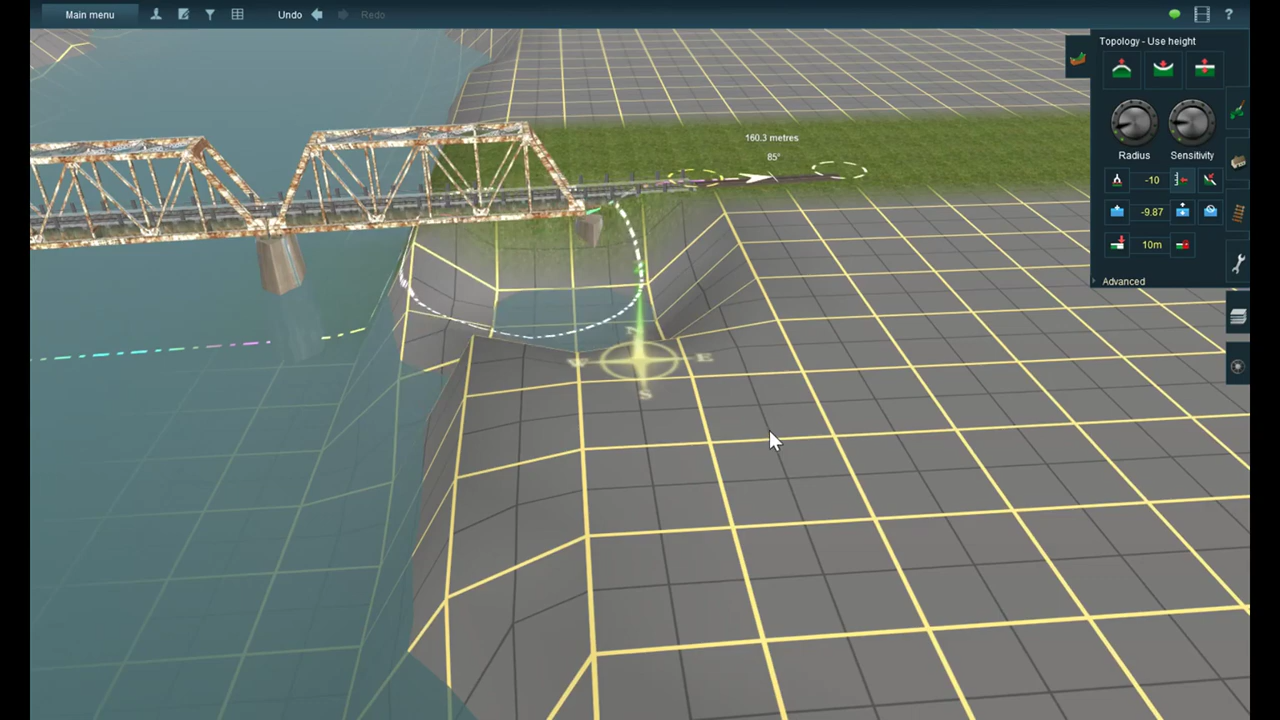 Main menu
Undo
Redo
?
Topology - Use height
Radius
Sensitivity
-10
-9.87
10m
Advanced
160.3 metres
85°
N
W
E
S